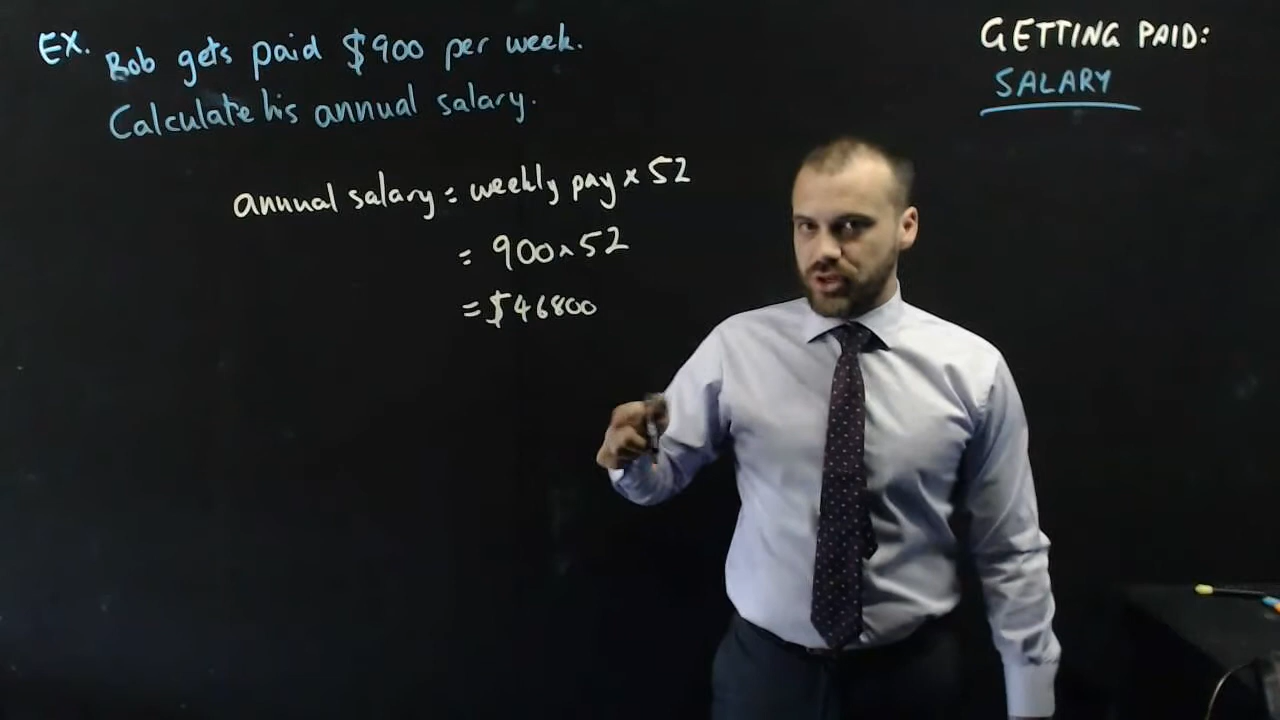 EX. Bob gets paid $900 per week.
Calculate his annual salary.
GETTING PAID:
SALARY
annual salary = weekly pay × 52
= 900 × 52
= $46800